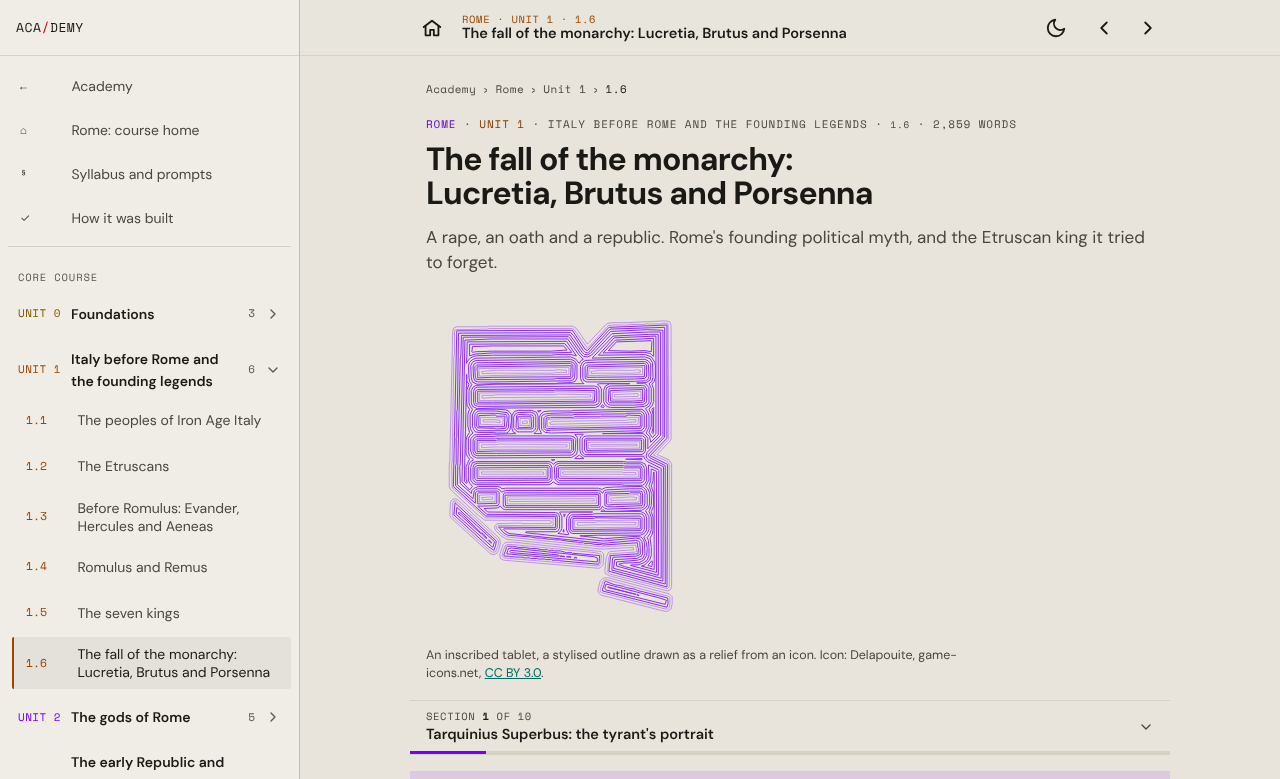 ACA/DEMY
← Academy
⌂ Rome: course home
§ Syllabus and prompts
✓ How it was built
CORE COURSE
UNIT 0 Foundations 3
UNIT 1 Italy before Rome and the founding legends 6
1.1 The peoples of Iron Age Italy
1.2 The Etruscans
1.3 Before Romulus: Evander,
Hercules and Aeneas
1.4 Romulus and Remus
1.5 The seven kings
1.6 The fall of the monarchy:
Lucretia, Brutus and Porsenna
UNIT 2 The gods of Rome 5
The early Republic and
ROME · UNIT 1 · 1.6
The fall of the monarchy: Lucretia, Brutus and Porsenna
Academy › Rome › Unit 1 › 1.6
ROME · UNIT 1 · ITALY BEFORE ROME AND THE FOUNDING LEGENDS · 1.6 · 2,859 WORDS
The fall of the monarchy:
Lucretia, Brutus and Porsenna
A rape, an oath and a republic. Rome's founding political myth, and the Etruscan king it tried
to forget.
An inscribed tablet, a stylised outline drawn as a relief from an icon. Icon: Delapouite, game-
icons.net, CC BY 3.0.
SECTION 1 OF 10
Tarquinius Superbus: the tyrant's portrait